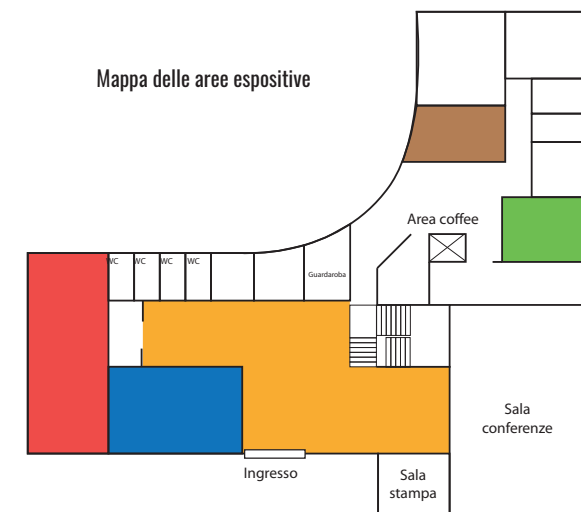 Mappa delle aree espositive
Area coffee
WC WC WC WC
Guardaroba
Sala
conferenze
Ingresso
Sala
stampa